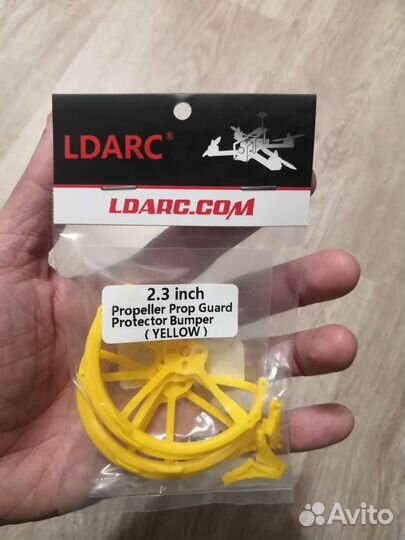 LDARC®
LDARC.COM
2.3 inch
Propeller Prop Guard
Protector Bumper
( YELLOW )
Avito